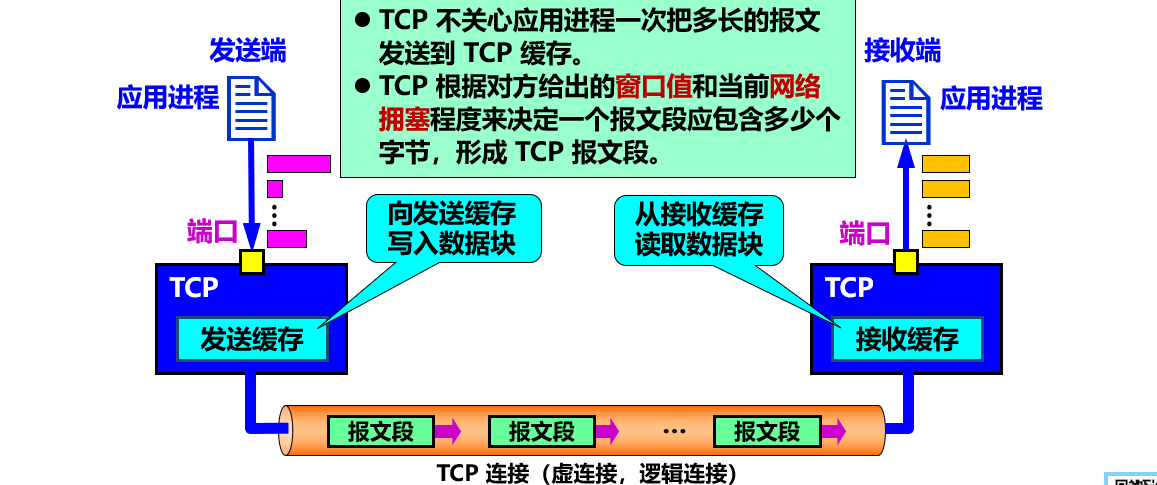 ● TCP 不关心应用进程一次把多长的报文
发送到 TCP 缓存。
● TCP 根据对方给出的窗口值和当前网络
拥塞程度来决定一个报文段应包含多少个
字节，形成 TCP 报文段。
发送端
接收端
应用进程
应用进程
⋮
⋮
端口
向发送缓存
写入数据块
从接收缓存
读取数据块
端口
TCP
TCP
发送缓存
接收缓存
报文段
报文段
…
报文段
TCP 连接（虚连接，逻辑连接）